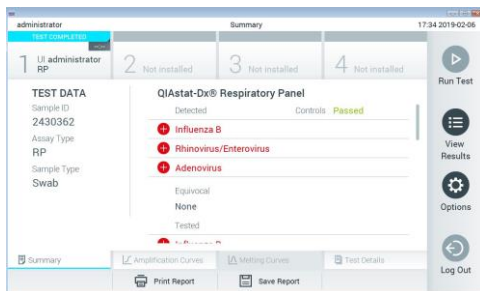 administrator Summary 17:34 2019-02-06
TEST COMPLETED
1 UI administrator RP
2 Not installed
3 Not installed
4 Not installed
Run Test
View Results
Options
Log Out
TEST DATA
Sample ID
2430362
Assay Type
RP
Sample Type
Swab
QIAstat-Dx® Respiratory Panel
Detected Controls Passed
Influenza B
Rhinovirus/Enterovirus
Adenovirus
Equivocal
None
Tested
Summary Amplification Curves Melting Curves Test Details
Print Report Save Report